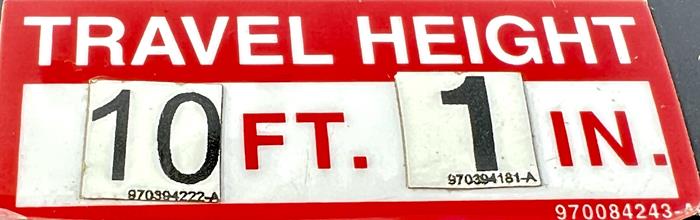 TRAVEL HEIGHT
10 FT. 1 IN.
970394222-A 970394181-A
970084243-A